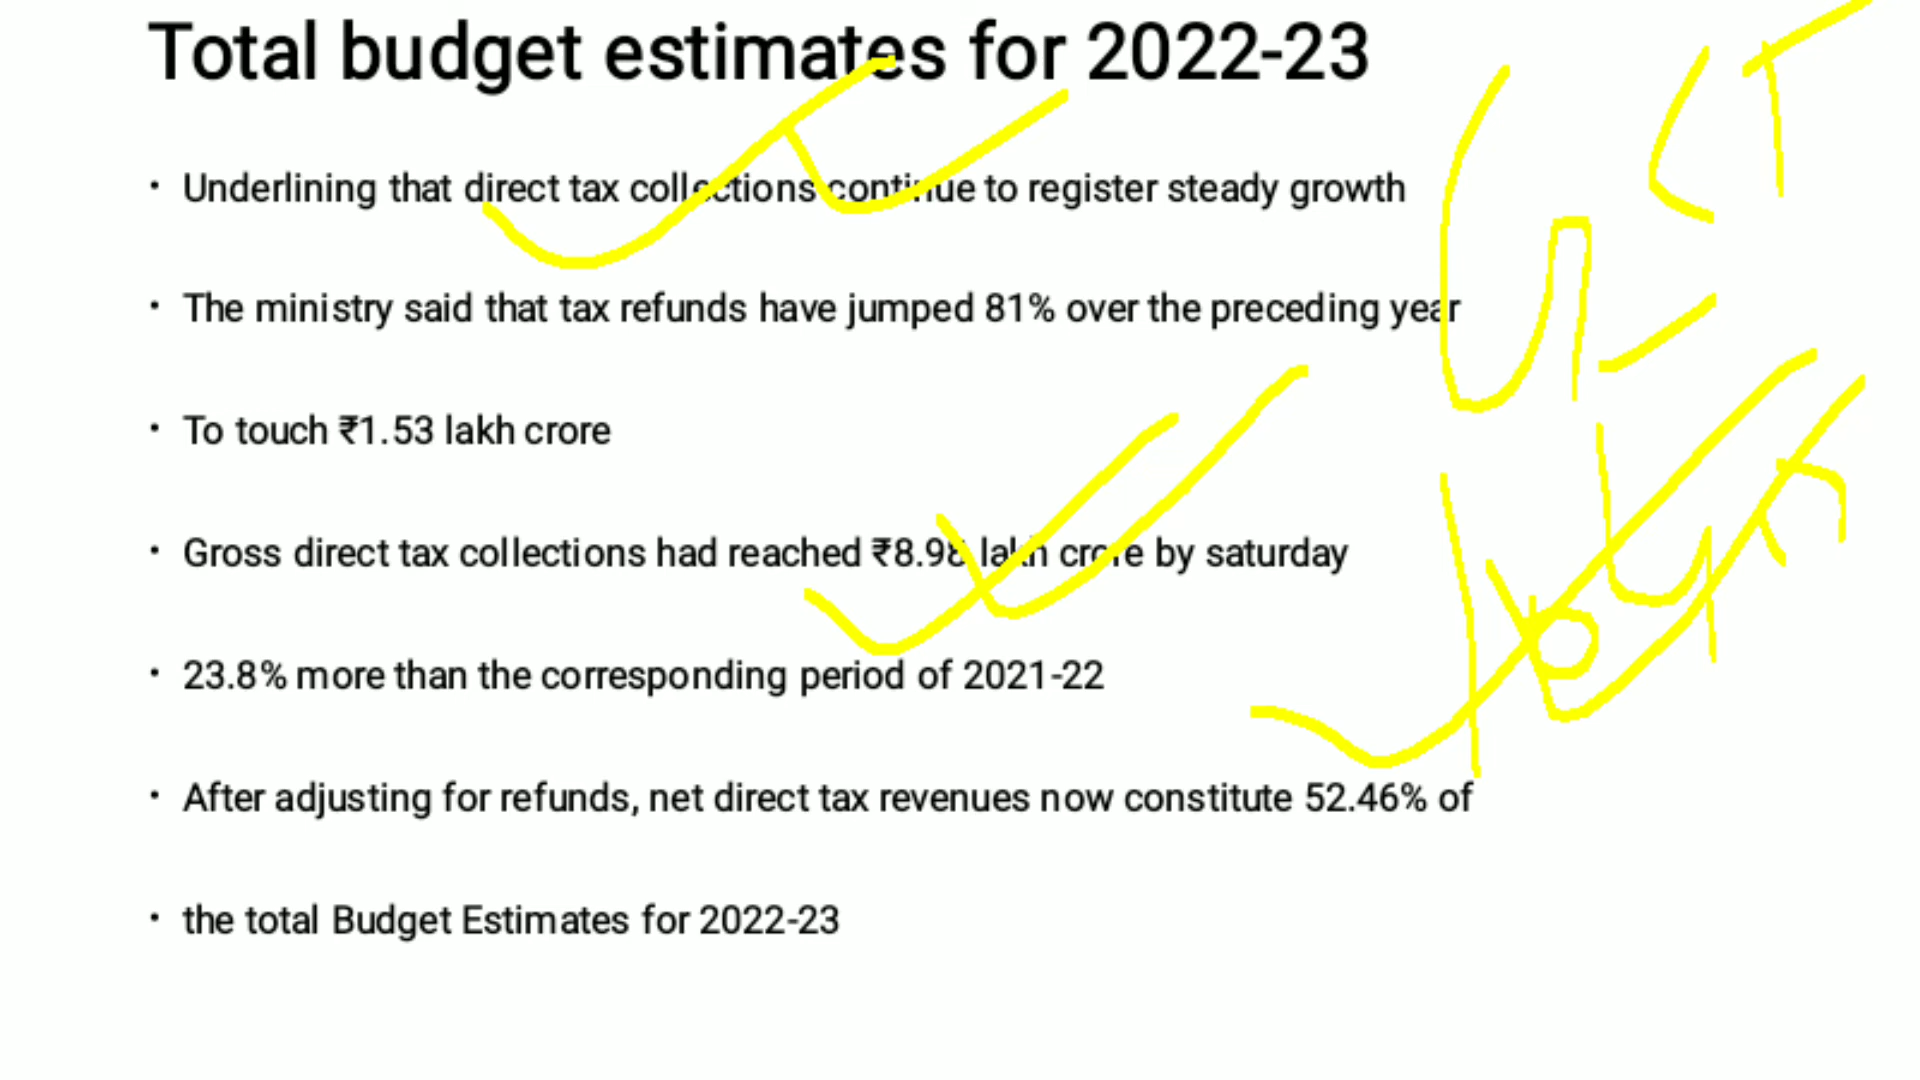 Total budget estimates for 2022-23
• Underlining that direct tax collections continue to register steady growth
• The ministry said that tax refunds have jumped 81% over the preceding year
• To touch ₹1.53 lakh crore
• Gross direct tax collections had reached ₹8.98 lakh crore by saturday
• 23.8% more than the corresponding period of 2021-22
• After adjusting for refunds, net direct tax revenues now constitute 52.46% of
• the total Budget Estimates for 2022-23